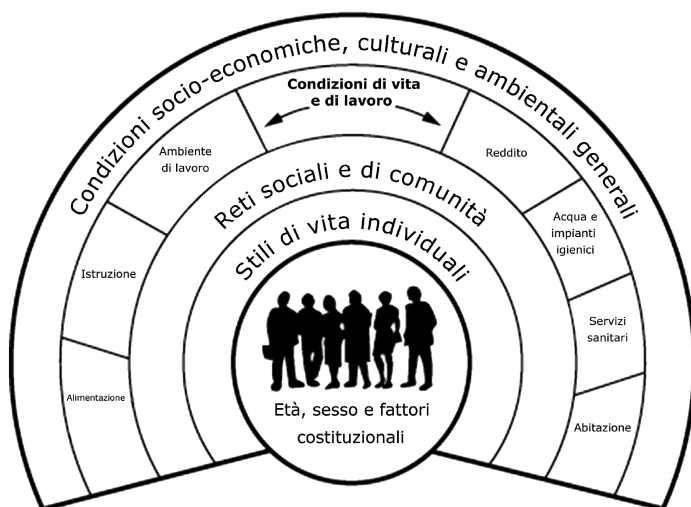 Condizioni socio-economiche, culturali e ambientali generali
Condizioni di vita
e di lavoro
Ambiente
di lavoro
Reddito
Reti sociali e di comunità
Acqua e
impianti
igienici
Stili di vita individuali
Istruzione
Servizi
sanitari
Alimentazione
Abitazione
Età, sesso e fattori
costituzionali